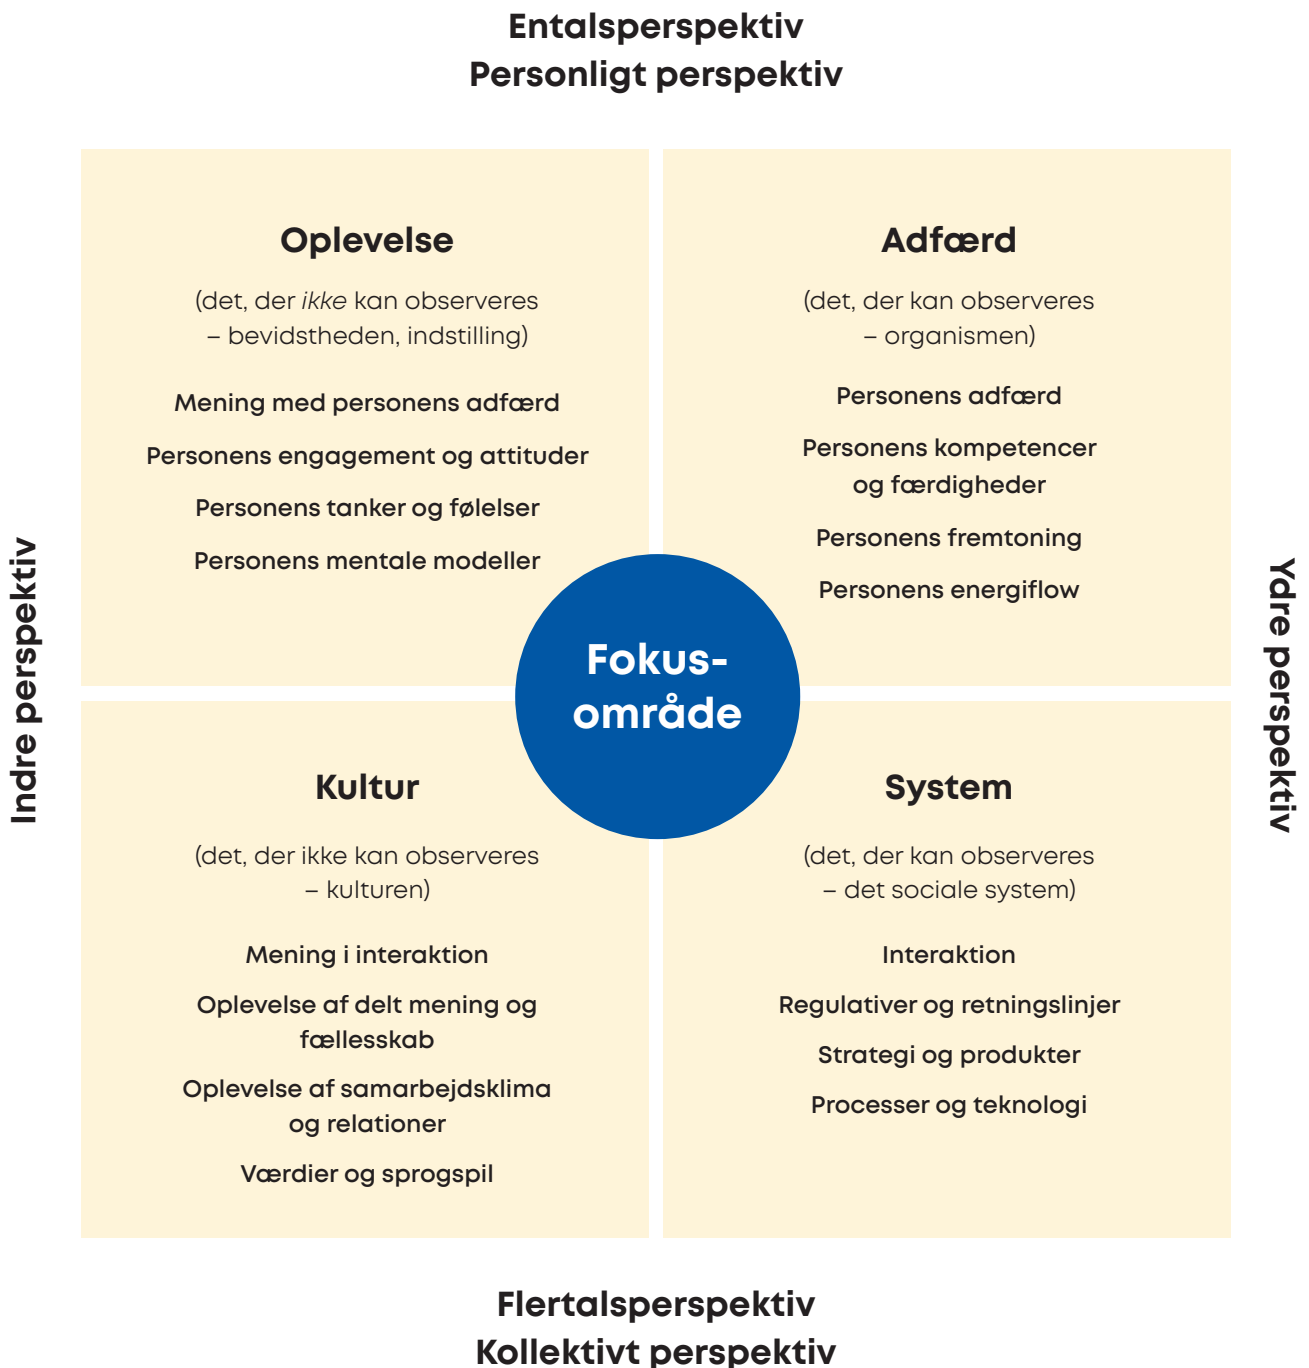 Entalsperspektiv
Personligt perspektiv
Indre perspektiv
Oplevelse
(det, der ikke kan observeres
– bevidstheden, indstilling)
Mening med personens adfærd
Personens engagement og attituder
Personens tanker og følelser
Personens mentale modeller
Adfærd
(det, der kan observeres
– organismen)
Personens adfærd
Personens kompetencer
og færdigheder
Personens fremtoning
Personens energiflow
Ydre perspektiv
Fokus-
område
Kultur
(det, der ikke kan observeres
– kulturen)
Mening i interaktion
Oplevelse af delt mening og
fællesskab
Oplevelse af samarbejdsklima
og relationer
Værdier og sprogspil
System
(det, der kan observeres
– det sociale system)
Interaktion
Regulativer og retningslinjer
Strategi og produkter
Processer og teknologi
Flertalsperspektiv
Kollektivt perspektiv